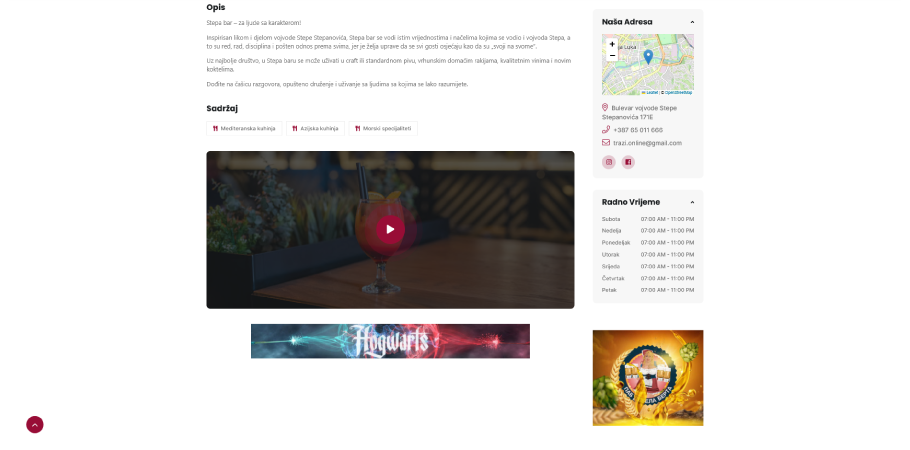 Opis
Stepa bar – za ljude sa karakterom!
Inspirisan likom i djelom vojvode Stepe Stepanovića, Stepa bar se vodi istim vrijednostima i načelima kojima se vodio i vojvoda Stepa, a
to su red, rad, disciplina i pošten odnos prema svima, jer je želja uprave da se svi gosti osjećaju kao da su „svoji na svome“.
Uz najbolje društvo, u Stepa baru se može uživati u craft ili standardnom pivu, vrhunskim domaćim rakijama, kvalitetnim vinima i novim
koktelima.
Dođite na čašicu razgovora, opušteno druženje i uživanje sa ljudima sa kojima se lako razumijete.
Sadržaj
Mediteranska kuhinja
Azijska kuhinja
Morski specijaliteti
Hogwarts
Naša Adresa
+
−
Leaflet | © OpenStreetMap
Bulevar vojvode Stepe
Stepanovića 171E
+387 65 011 666
trazi.online@gmail.com
Radno Vrijeme
Subota 07:00 AM - 11:00 PM
Nedelja 07:00 AM - 11:00 PM
Ponedeljak 07:00 AM - 11:00 PM
Utorak 07:00 AM - 11:00 PM
Srijeda 07:00 AM - 11:00 PM
Četvrtak 07:00 AM - 11:00 PM
Petak 07:00 AM - 11:00 PM